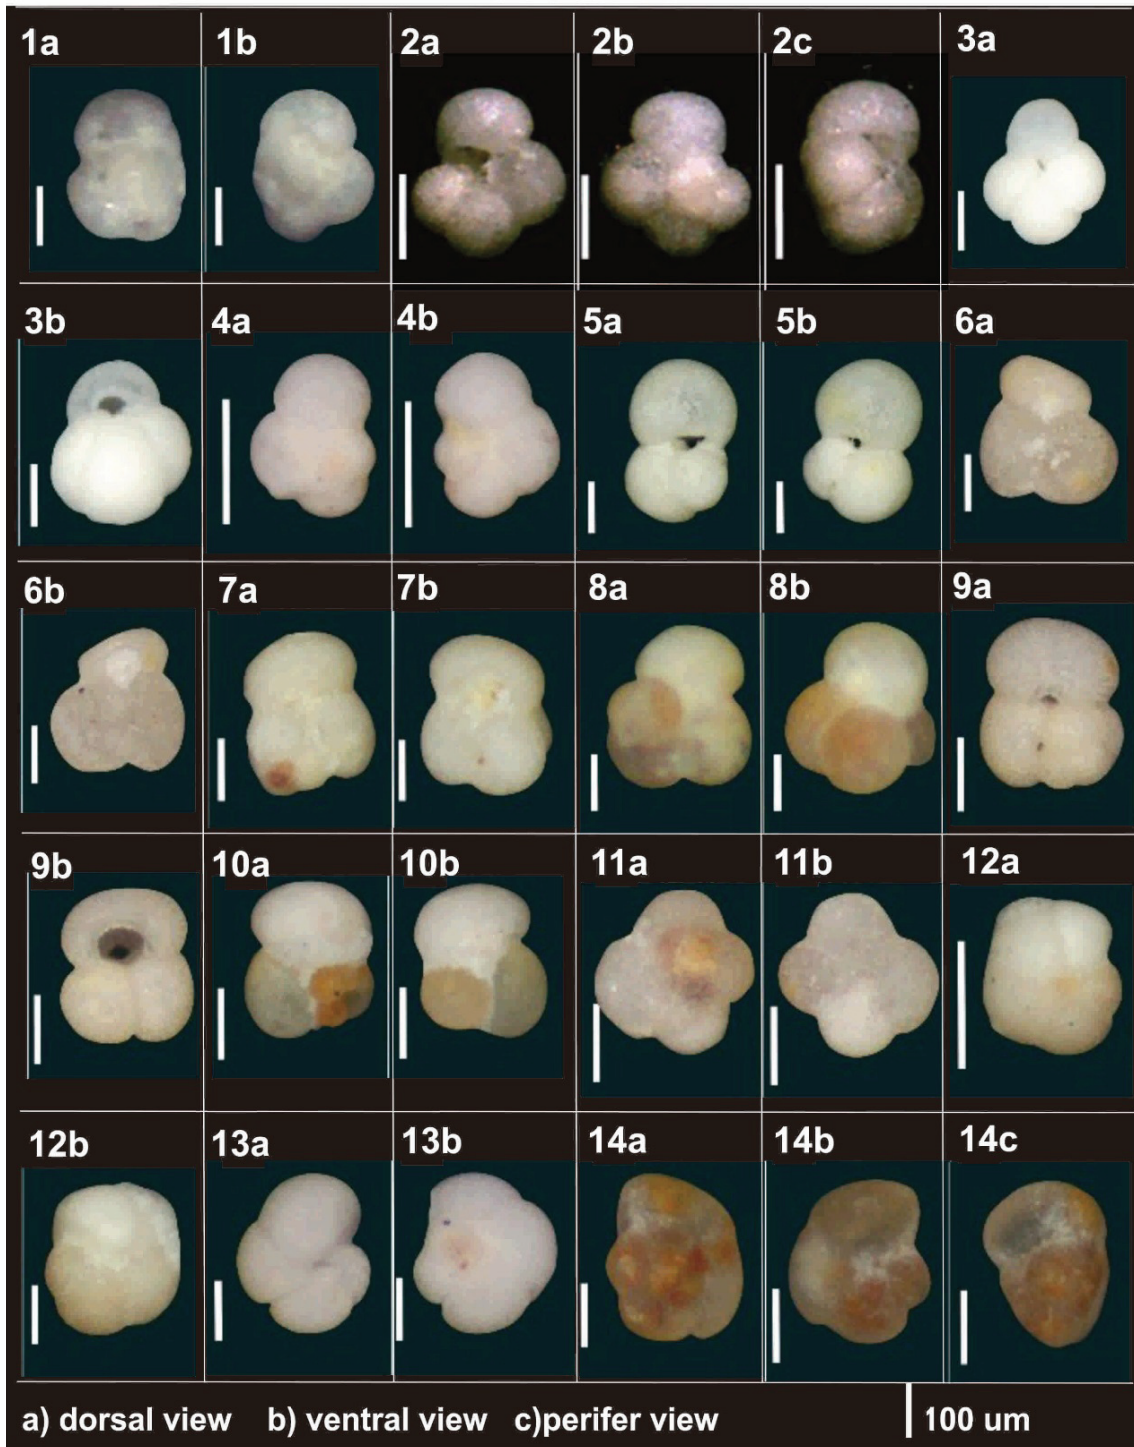 1a 1b 2a 2b 2c 3a
3b 4a 4b 5a 5b 6a
6b 7a 7b 8a 8b 9a
9b 10a 10b 11a 11b 12a
12b 13a 13b 14a 14b 14c
a) dorsal view b) ventral view c)perifer view 100 um